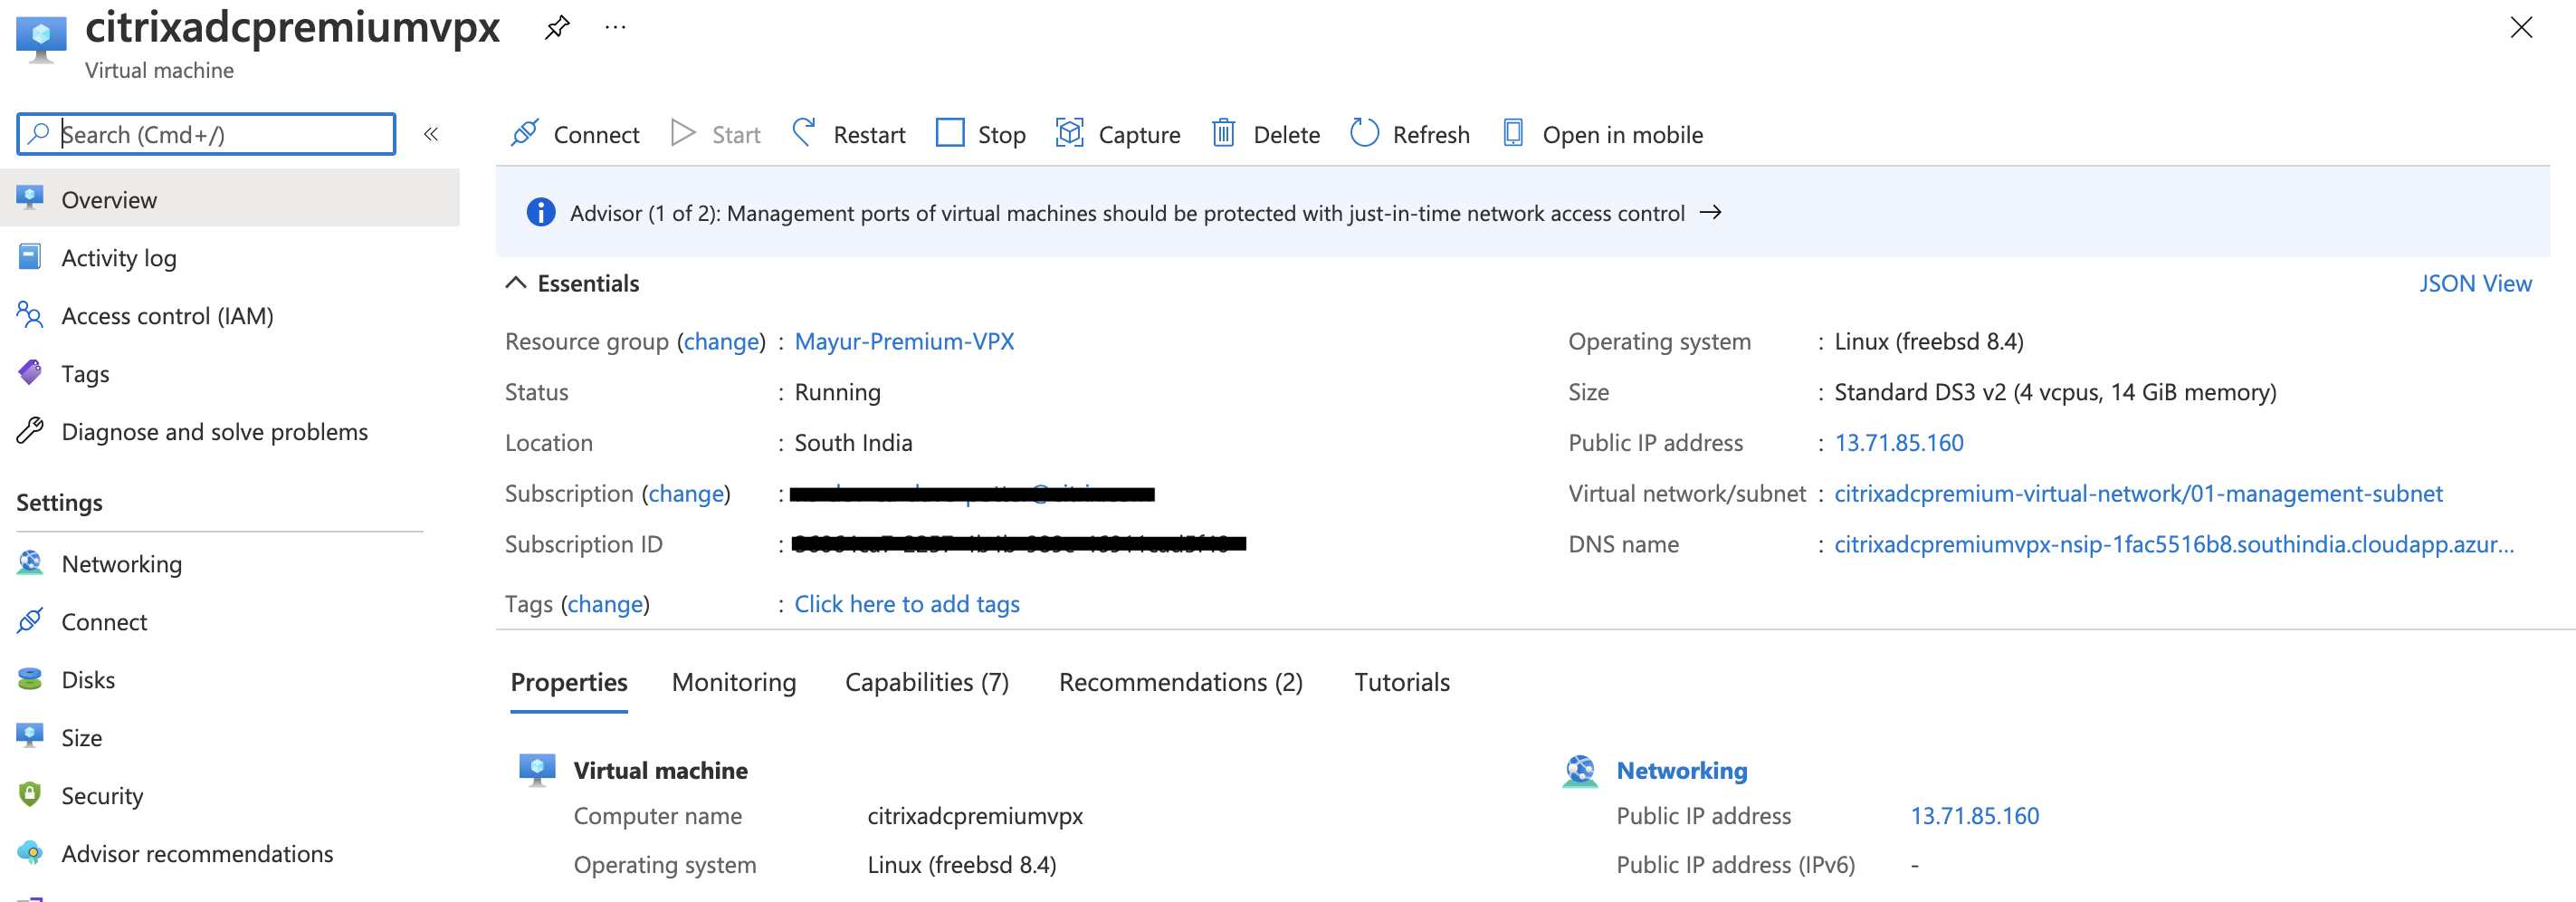 citrixadcpremiumvpx
Virtual machine
Search (Cmd+/)
«
Connect
Start
Restart
Stop
Capture
Delete
Refresh
Open in mobile
Overview
Activity log
Access control (IAM)
Tags
Diagnose and solve problems
Settings
Networking
Connect
Disks
Size
Security
Advisor recommendations
Advisor (1 of 2): Management ports of virtual machines should be protected with just-in-time network access control →
Essentials
JSON View
Resource group (change) : Mayur-Premium-VPX
Status : Running
Location : South India
Subscription (change) :
Subscription ID :
Tags (change) : Click here to add tags
Operating system : Linux (freebsd 8.4)
Size : Standard DS3 v2 (4 vcpus, 14 GiB memory)
Public IP address : 13.71.85.160
Virtual network/subnet : citrixadcpremium-virtual-network/01-management-subnet
DNS name : citrixadcpremiumvpx-nsip-1fac5516b8.southindia.cloudapp.azur...
Properties
Monitoring
Capabilities (7)
Recommendations (2)
Tutorials
Virtual machine
Computer name citrixadcpremiumvpx
Operating system Linux (freebsd 8.4)
Networking
Public IP address 13.71.85.160
Public IP address (IPv6) -